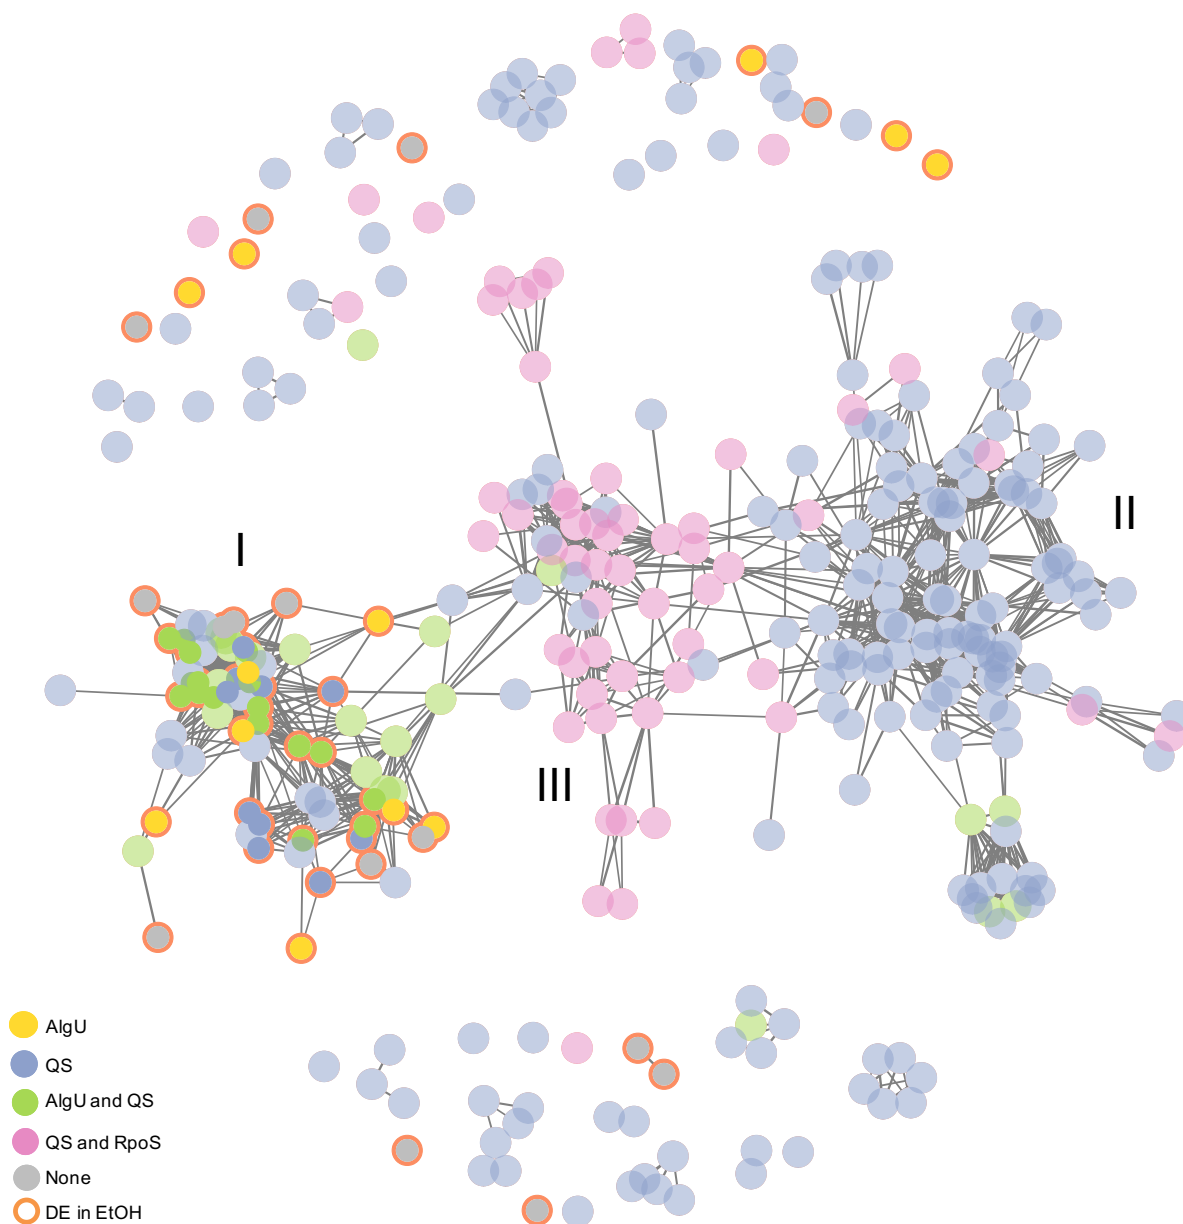 I
II
III
AlgU
QS
AlgU and QS
QS and RpoS
None
DE in EtOH